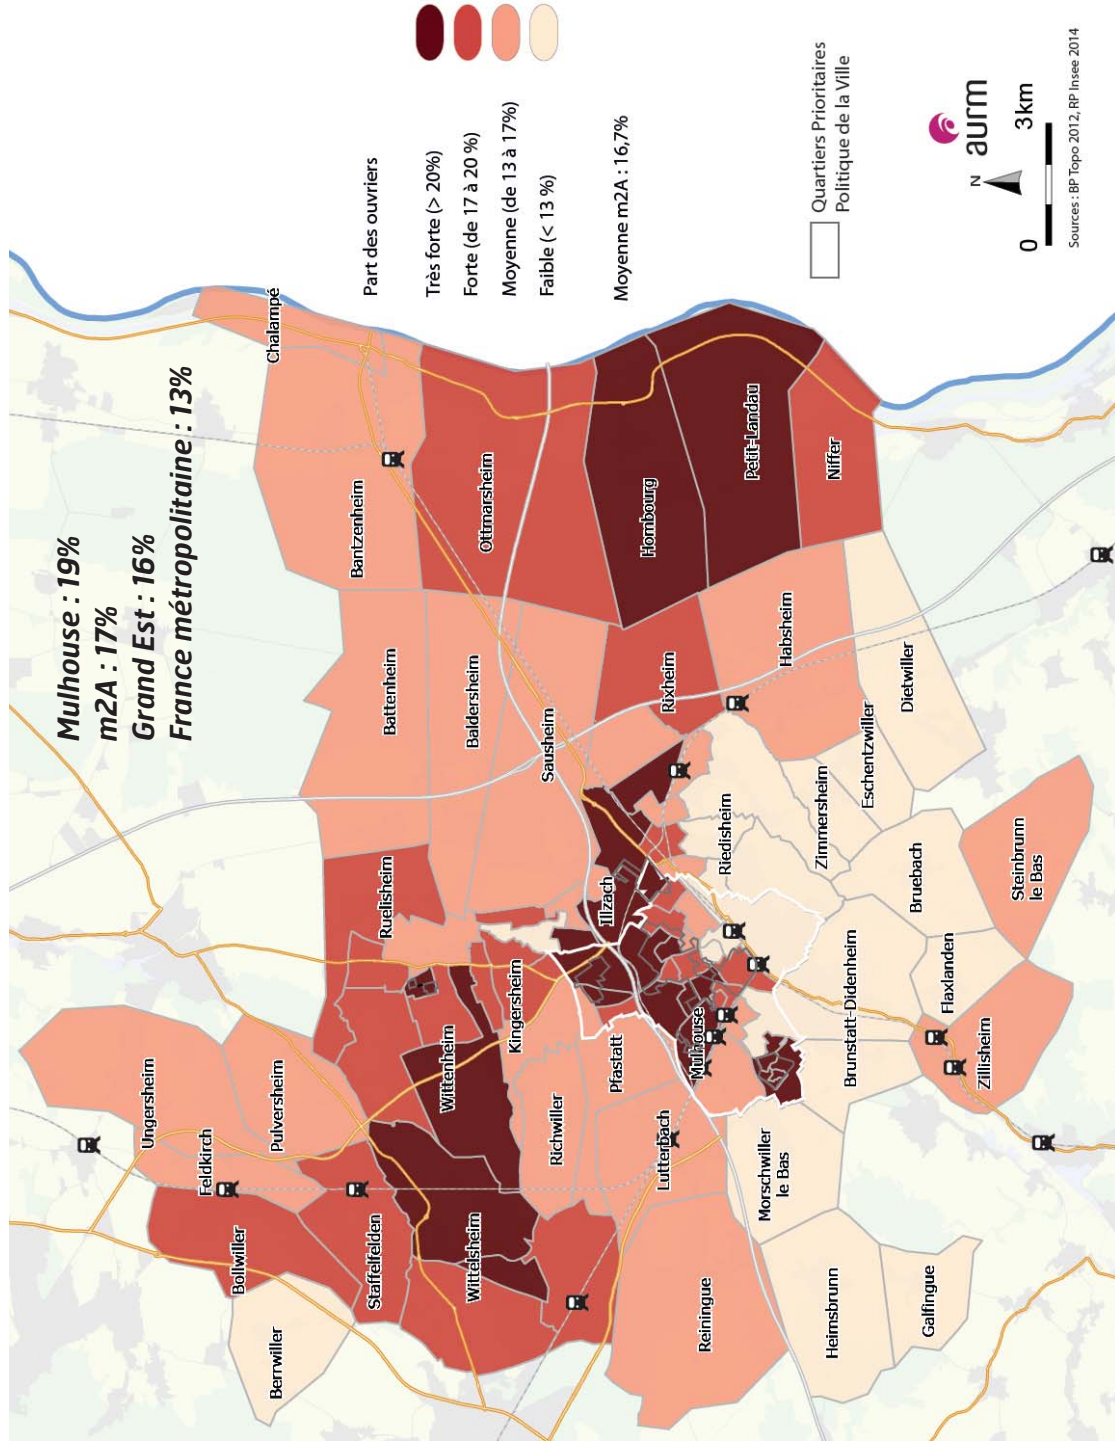 Mulhouse : 19%
m2A : 17%
Grand Est : 16%
France métropolitaine : 13%
Part des ouvriers
Très forte (> 20%)
Forte (de 17 à 20 %)
Moyenne (de 13 à 17%)
Faible (< 13 %)
Moyenne m2A : 16,7%
Quartiers Prioritaires
Politique de la Ville
N
aurm
0
3km
Sources : BP Topo 2012, RP Insee 2014
Chalampé
Ungersheim
Feldkirch
Bollwiller
Pulversheim
Berrwiller
Bantzenheim
Battenheim
Ruelisheim
Staffelfelden
Wittenheim
Baldersheim
Ottmarsheim
Wittelsheim
Kingersheim
Sausheim
Richwiller
Illzach
Pfastatt
Hombourg
Rixheim
Lutterbach
Mulhouse
Reiningue
Riedisheim
Petit-Landau
Habsheim
Morschwiller
le Bas
Zimmersheim
Niffer
Heimsbrunn
Brunstatt-Didenheim
Eschentzwiller
Dietwiller
Bruebach
Galfingue
Flaxlanden
Zillisheim
Steinbrunn
le Bas